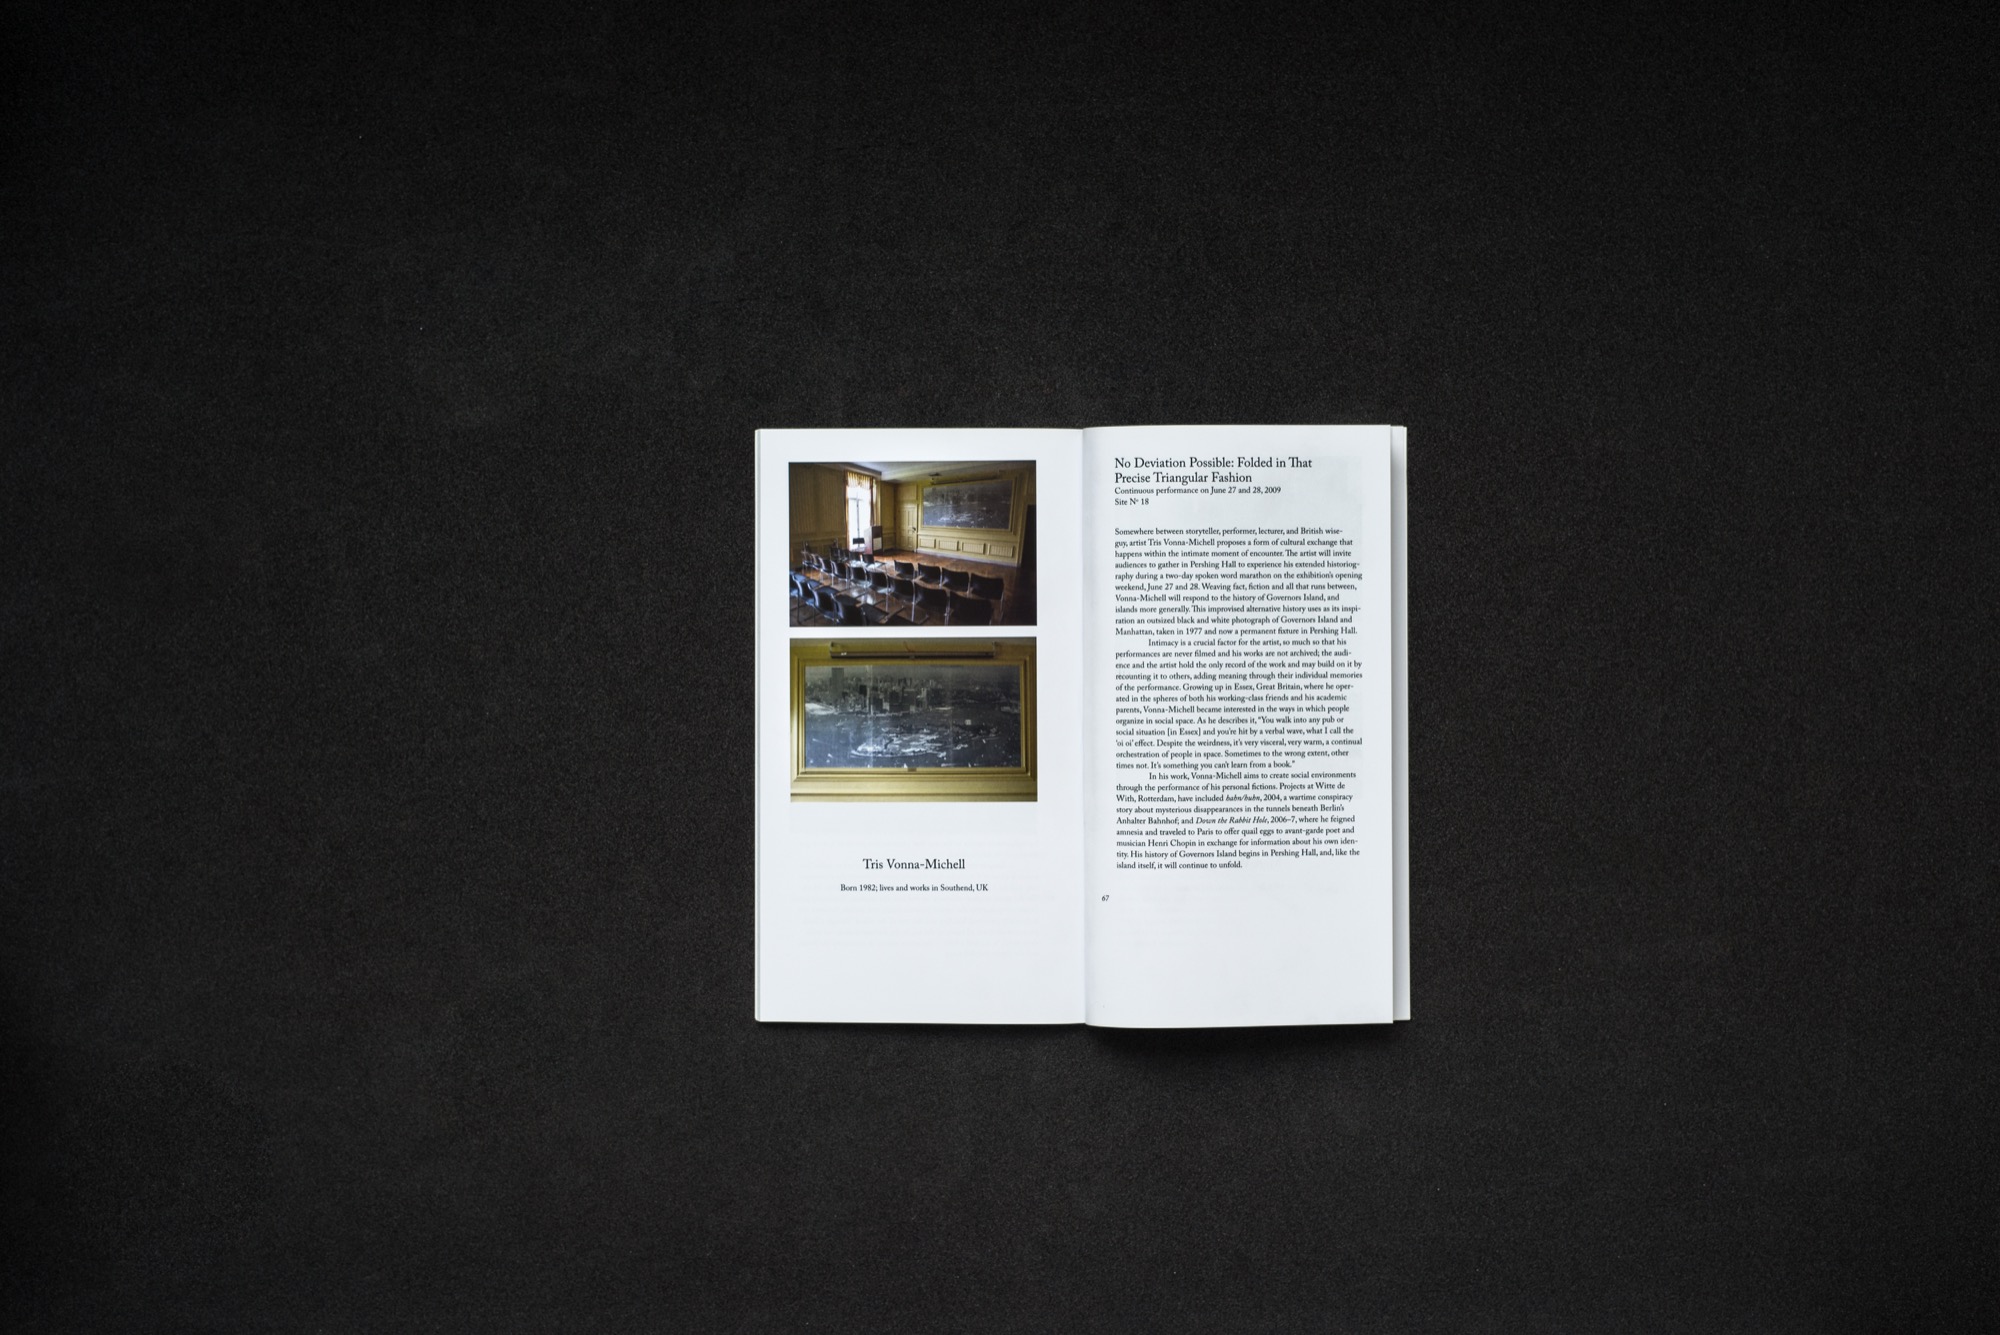 Tris Vonna-Michell
Born 1982; lives and works in Southend, UK
No Deviation Possible: Folded in That
Precise Triangular Fashion
Continuous performance on June 27 and 28, 2009
Site Nº 18
Somewhere between storyteller, performer, lecturer, and British wise-
guy, artist Tris Vonna-Michell proposes a form of cultural exchange that
happens within the intimate moment of encounter. The artist will invite
audiences to gather in Pershing Hall to experience his extended historiog-
raphy during a two-day spoken word marathon on the exhibition's opening
weekend, June 27 and 28. Weaving fact, fiction and all that runs between,
Vonna-Michell will respond to the history of Governors Island, and
islands more generally. This improvised alternative history uses as its inspi-
ration an outsized black and white photograph of Governors Island and
Manhattan, taken in 1977 and now a permanent fixture in Pershing Hall.
Intimacy is a crucial factor for the artist, so much so that his
performances are never filmed and his works are not archived; the audi-
ence and the artist hold the only record of the work and may build on it by
recounting it to others, adding meaning through their individual memories
of the performance. Growing up in Essex, Great Britain, where he oper-
ated in the spheres of both his working-class friends and his academic
parents, Vonna-Michell became interested in the ways in which people
organize in social space. As he describes it, "You walk into any pub or
social situation [in Essex] and you're hit by a verbal wave, what I call the
'oi oi' effect. Despite the weirdness, it's very visceral, very warm, a continual
orchestration of people in space. Sometimes to the wrong extent, other
times not. It's something you can't learn from a book."
In his work, Vonna-Michell aims to create social environments
through the performance of his personal fictions. Projects at Witte de
With, Rotterdam, have included hahn/huhn, 2004, a wartime conspiracy
story about mysterious disappearances in the tunnels beneath Berlin's
Anhalter Bahnhof; and Down the Rabbit Hole, 2006–7, where he feigned
amnesia and traveled to Paris to offer quail eggs to avant-garde poet and
musician Henri Chopin in exchange for information about his own iden-
tity. His history of Governors Island begins in Pershing Hall, and, like the
island itself, it will continue to unfold.
67